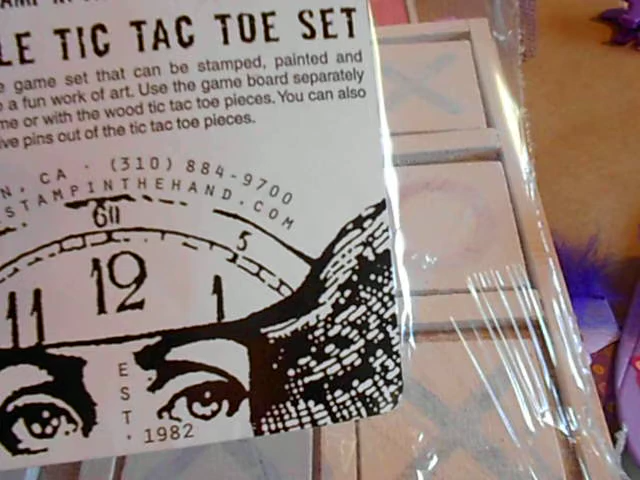 LE TIC TAC TOE SET
game set that can be stamped, painted and
a fun work of art. Use the game board separately
me or with the wood tic tac toe pieces. You can also
ive pins out of the tic tac toe pieces.
N, CA · (310) 884-9700
STAMPINTHEHAND.COM
60
5
12
11
1
EST.
1982
X
O
X